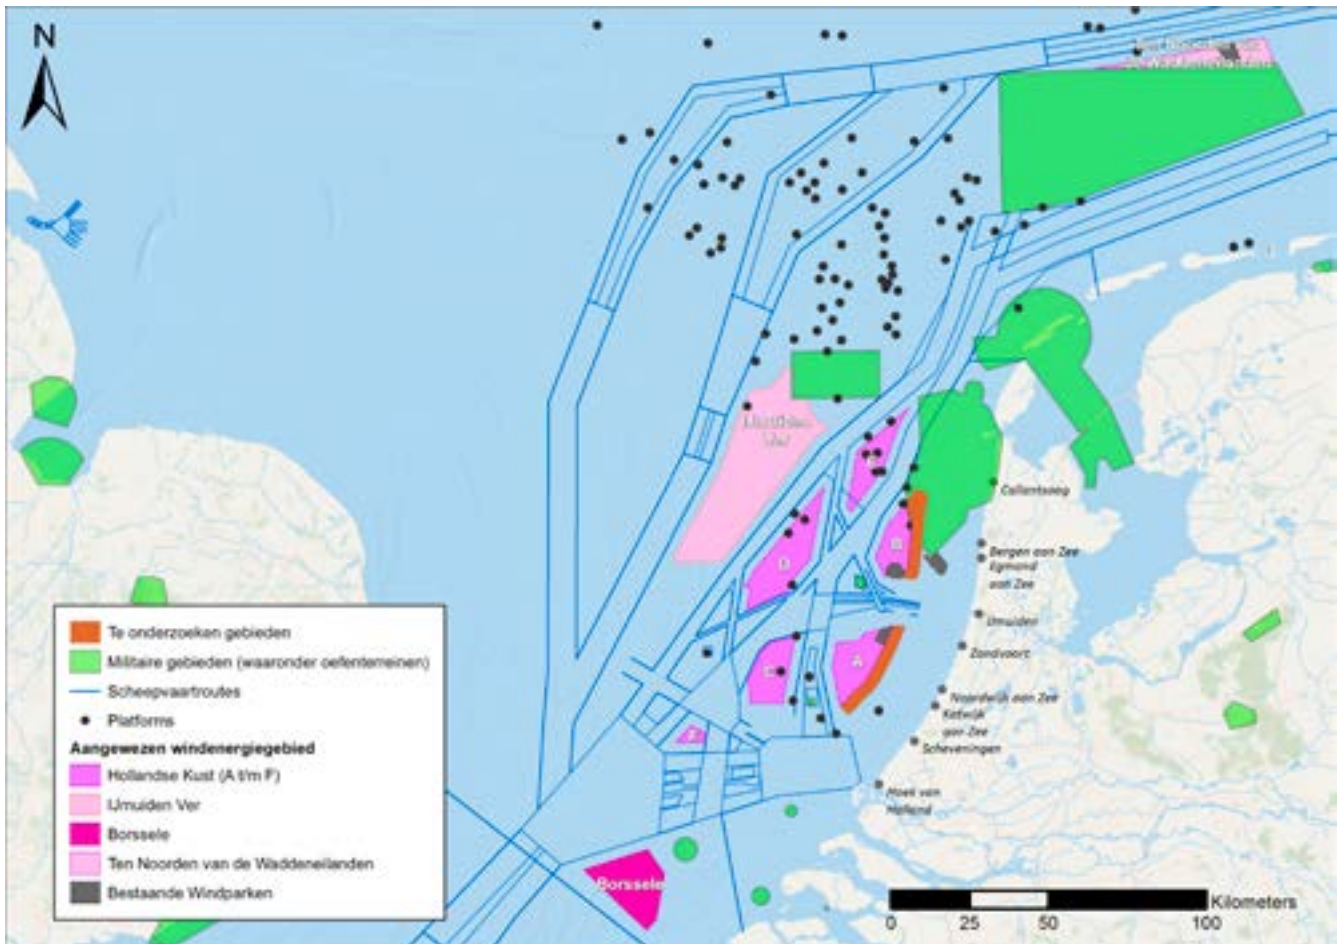 N
IJmuiden
Ver
A
Callantsoog
Bergen aan Zee
Egmond
aan Zee
IJmuiden
Zandvoort
Noordwijk aan Zee
Katwijk
aan Zee
Scheveningen
Hoek van
Holland
Borssele
Te onderzoeken gebieden
Militaire gebieden (waaronder oefenterreinen)
Scheepvaartroutes
Platforms
Aangewezen windenergiegebied
Hollandse Kust (A t/m F)
IJmuiden Ver
Borssele
Ten Noorden van de Waddeneilanden
Bestaande Windparken
Kilometers
0 25 50 100